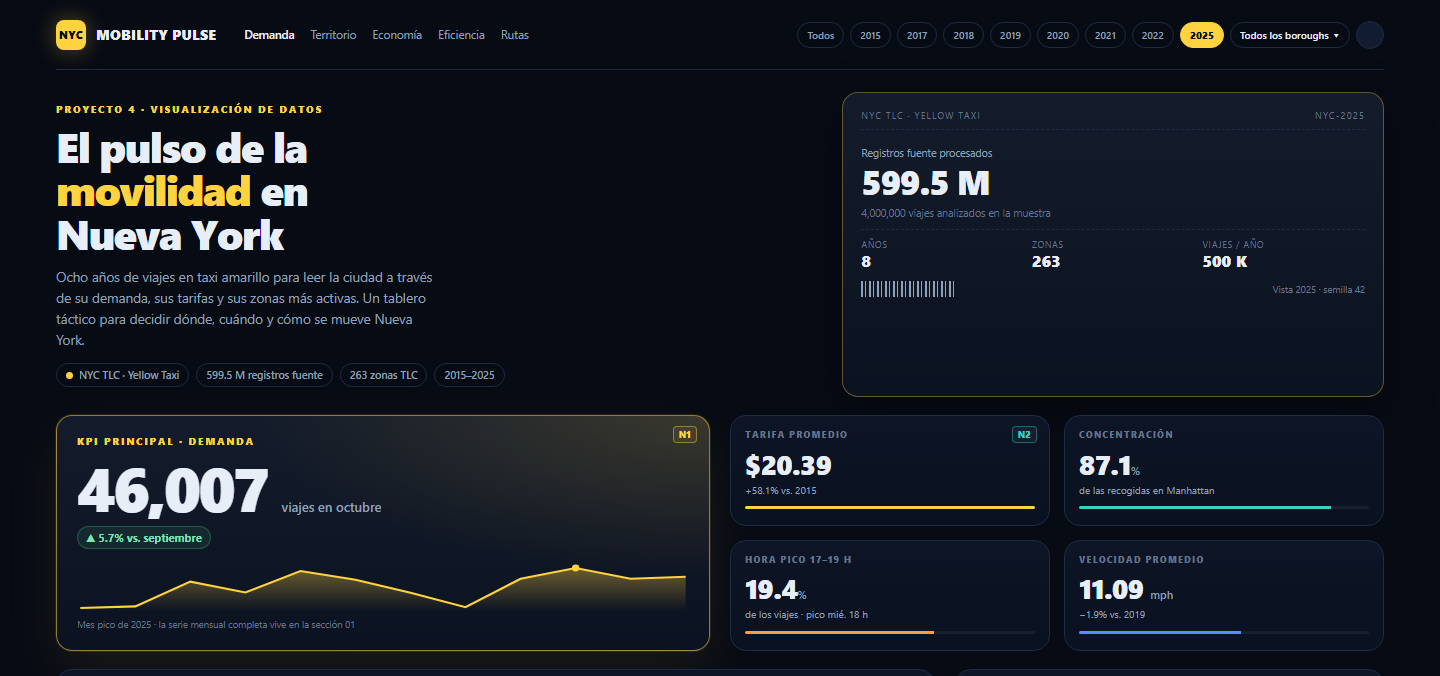 NYC MOBILITY PULSE Demanda Territorio Economía Eficiencia Rutas Todos 2015 2017 2018 2019 2020 2021 2022 2025 Todos los boroughs
PROYECTO 4 · VISUALIZACIÓN DE DATOS
El pulso de la
movilidad en
Nueva York
Ocho años de viajes en taxi amarillo para leer la ciudad a través
de su demanda, sus tarifas y sus zonas más activas. Un tablero
táctico para decidir dónde, cuándo y cómo se mueve Nueva
York.
NYC TLC · Yellow Taxi 599.5 M registros fuente 263 zonas TLC 2015–2025
NYC TLC · YELLOW TAXI NYC-2025
Registros fuente procesados
599.5 M
4,000,000 viajes analizados en la muestra
AÑOS ZONAS VIAJES / AÑO
8 263 500 K
Vista 2025 · semilla 42
KPI PRINCIPAL · DEMANDA N1
46,007 viajes en octubre
▲ 5.7% vs. septiembre
Mes pico de 2025 · la serie mensual completa vive en la sección 01
TARIFA PROMEDIO N2
$20.39
+58.1% vs. 2015
CONCENTRACIÓN
87.1%
de las recogidas en Manhattan
HORA PICO 17–19 H
19.4%
de los viajes · pico mié. 18 h
VELOCIDAD PROMEDIO
11.09 mph
−1.9% vs. 2019